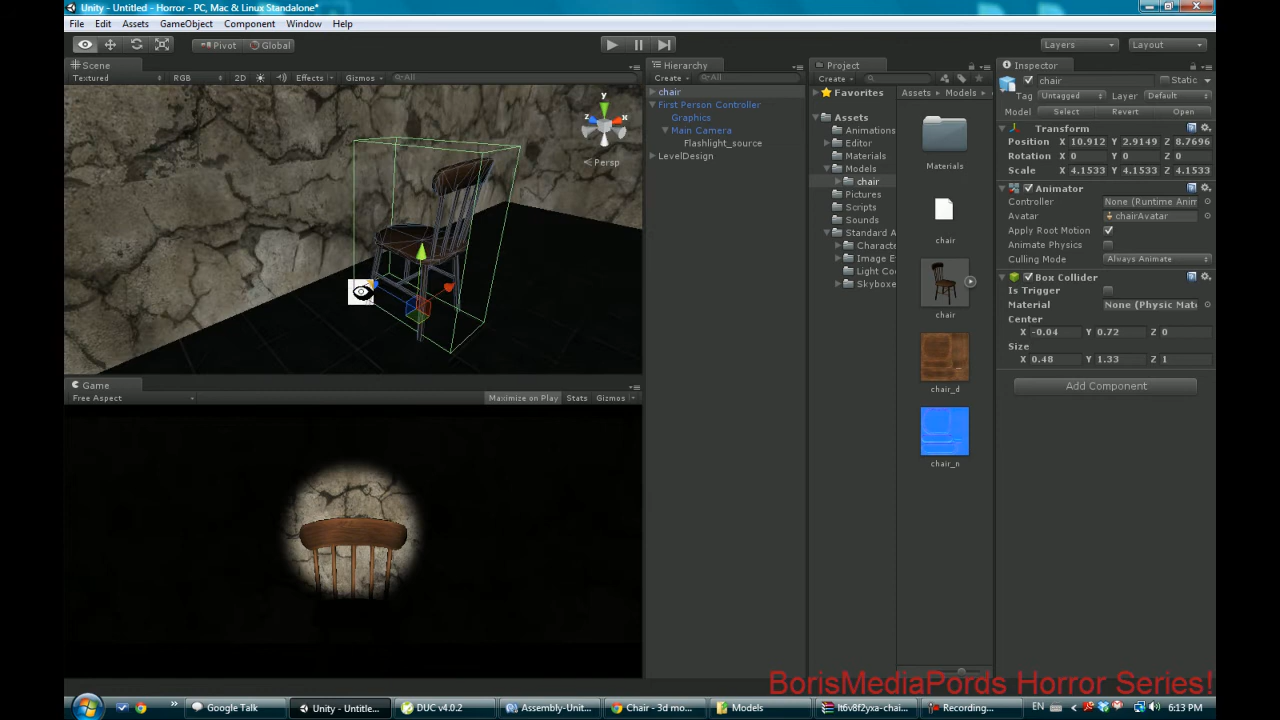 Unity - Untitled - Horror - PC, Mac & Linux Standalone*
File Edit Assets GameObject Component Window Help
Pivot Global Layers Layout
Scene
Textured RGB 2D Effects Gizmos All
Hierarchy
Create All
chair
First Person Controller
Graphics
Main Camera
Flashlight_source
LevelDesign
Project
Create
Favorites
Assets
Animations
Editor
Materials
Models
chair
Pictures
Scripts
Sounds
Standard A
Characte
Image E
Light Coo
Skyboxe
Assets Models
Materials
chair
chair
chair_d
chair_n
Inspector
chair Static
Tag Untagged Layer Default
Model Select Revert Open
Transform
Position X 10.912 Y 2.9149 Z 8.7696
Rotation X 0 Y 0 Z 0
Scale X 4.1533 Y 4.1533 Z 4.1533
Animator
Controller None (Runtime Anim
Avatar chairAvatar
Apply Root Motion
Animate Physics
Culling Mode Always Animate
Box Collider
Is Trigger
Material None (Physic Mate
Center
X -0.04 Y 0.72 Z 0
Size
X 0.48 Y 1.33 Z 1
Add Component
y
z x
Persp
Game
Free Aspect Maximize on Play Stats Gizmos
BorisMediaPords Horror Series!
Google Talk Unity - Untitle... DUC v4.0.2 Assembly-Unit... Chair - 3d mo... Models lt6v8f2yxa-chai... Recording... EN 6:13 PM